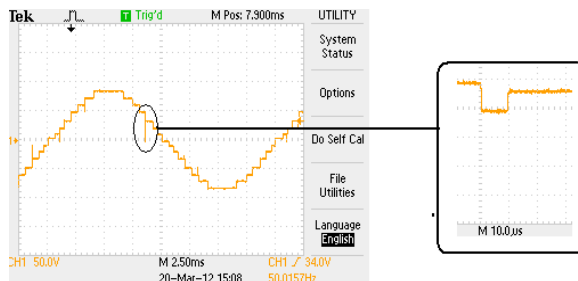 Tek T Trig'd M Pos: 7.900ms UTILITY
System
Status
Options
Do Self Cal
File
Utilities
Language
English
1+
CH1 50.0V M 2.50ms CH1 / 34.0V
20-Mar-12 15:08 50.0157Hz
M 10.0µs